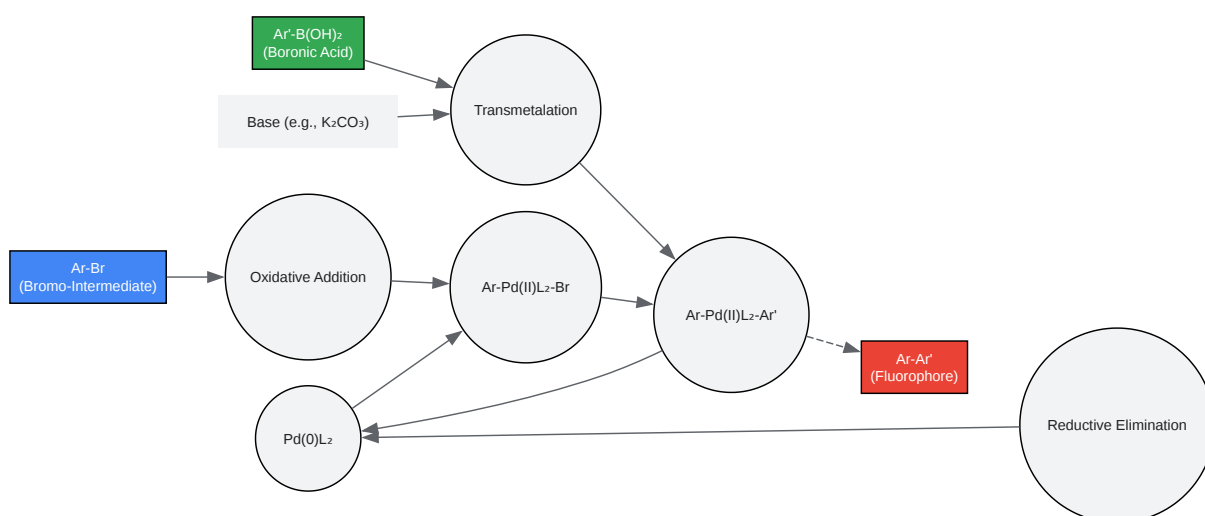 Ar'-B(OH)₂
(Boronic Acid)
Transmetalation
Base (e.g., K₂CO₃)
Ar-Br
(Bromo-Intermediate)
Oxidative Addition
Ar-Pd(II)L₂-Br
Ar-Pd(II)L₂-Ar'
Ar-Ar'
(Fluorophore)
Pd(0)L₂
Reductive Elimination